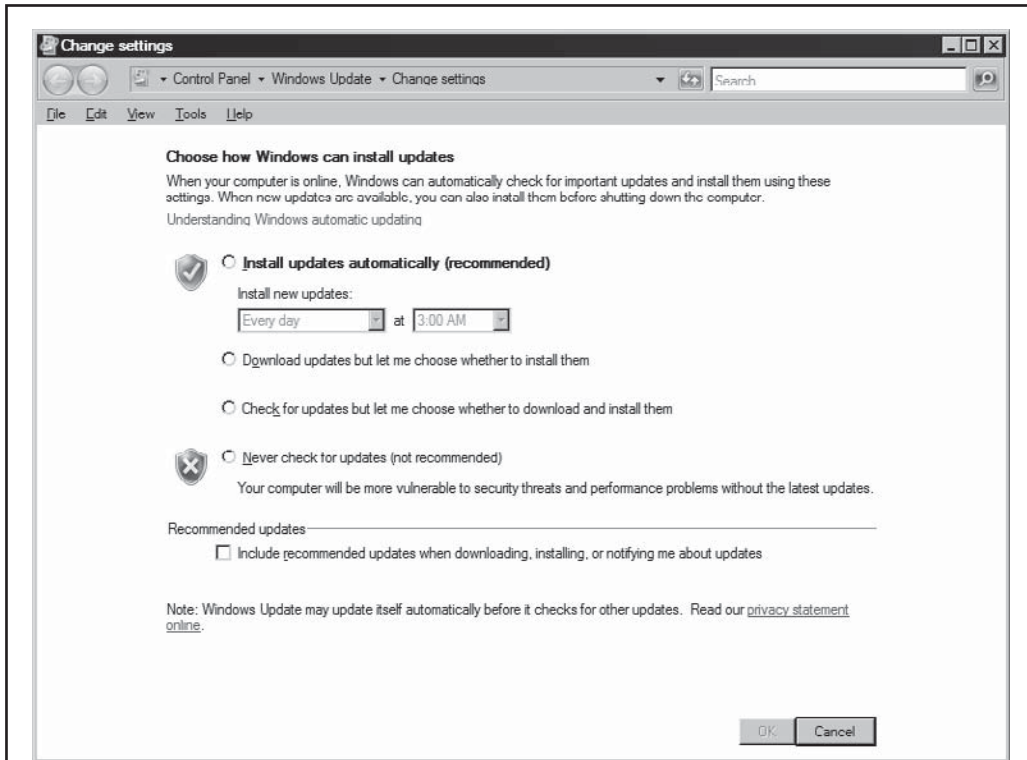 Change settings
Control Panel Windows Update Change settings Search
File Edit View Tools Help
Choose how Windows can install updates
When your computer is online, Windows can automatically check for important updates and install them using these
settings. When new updates are available, you can also install them before shutting down the computer.
Understanding Windows automatic updating
Install updates automatically (recommended)
Install new updates:
Every day at 3:00 AM
Download updates but let me choose whether to install them
Check for updates but let me choose whether to download and install them
Never check for updates (not recommended)
Your computer will be more vulnerable to security threats and performance problems without the latest updates.
Recommended updates
Include recommended updates when downloading, installing, or notifying me about updates
Note: Windows Update may update itself automatically before it checks for other updates. Read our privacy statement
online.
OK Cancel